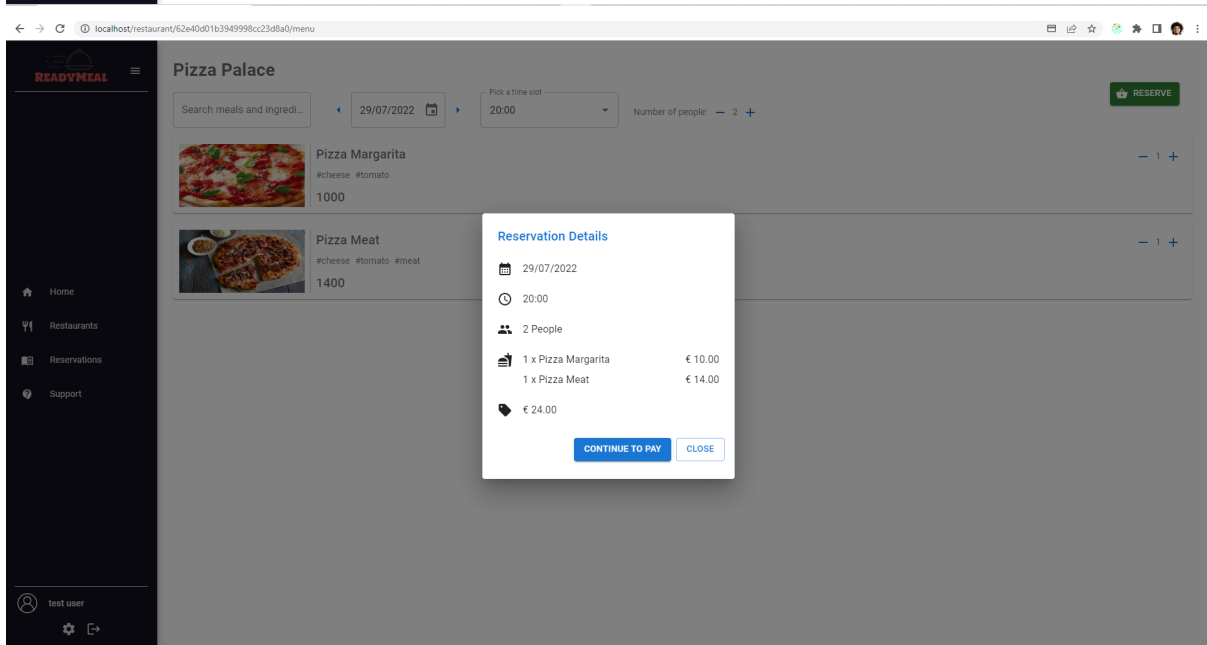 localhost/restaurant/62e40d01b3949998cc23d8a0/menu
READYMEAL
Pizza Palace
Search meals and ingredi...
29/07/2022
Pick a time slot
20:00
Number of people: 2
RESERVE
Pizza Margarita
#cheese #tomato
1000
1
Pizza Meat
#cheese #tomato #meat
1400
1
Home
Restaurants
Reservations
Support
test user
Reservation Details
29/07/2022
20:00
2 People
1 x Pizza Margarita € 10.00
1 x Pizza Meat € 14.00
€ 24.00
CONTINUE TO PAY
CLOSE